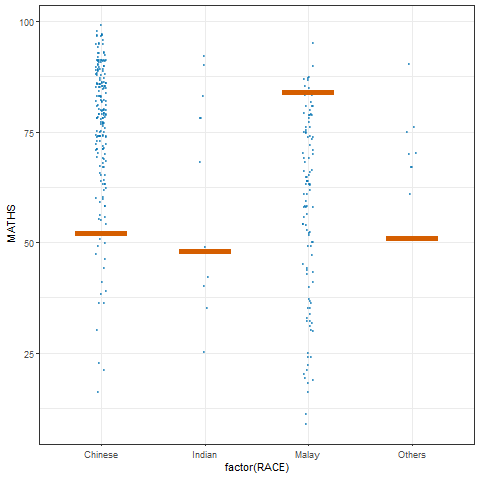 100
75
50
25
MATHS
Chinese
Indian
Malay
Others
factor(RACE)